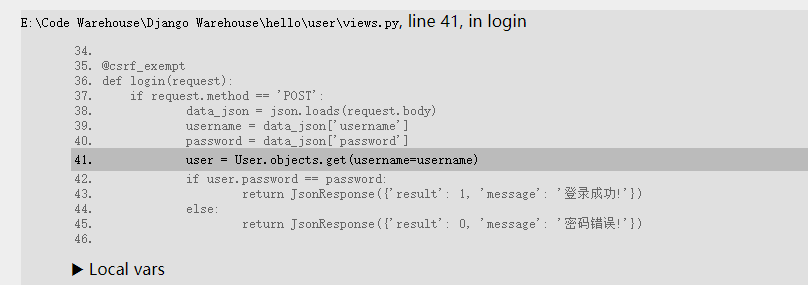 E:\Code Warehouse\Django Warehouse\hello\user\views.py, line 41, in login
34.
35. @csrf_exempt
36. def login(request):
37.     if request.method == 'POST':
38.             data_json = json.loads(request.body)
39.             username = data_json['username']
40.             password = data_json['password']
41.             user = User.objects.get(username=username)
42.             if user.password == password:
43.                     return JsonResponse({'result': 1, 'message': '登录成功!'})
44.             else:
45.                     return JsonResponse({'result': 0, 'message': '密码错误!'})
46.
▶ Local vars